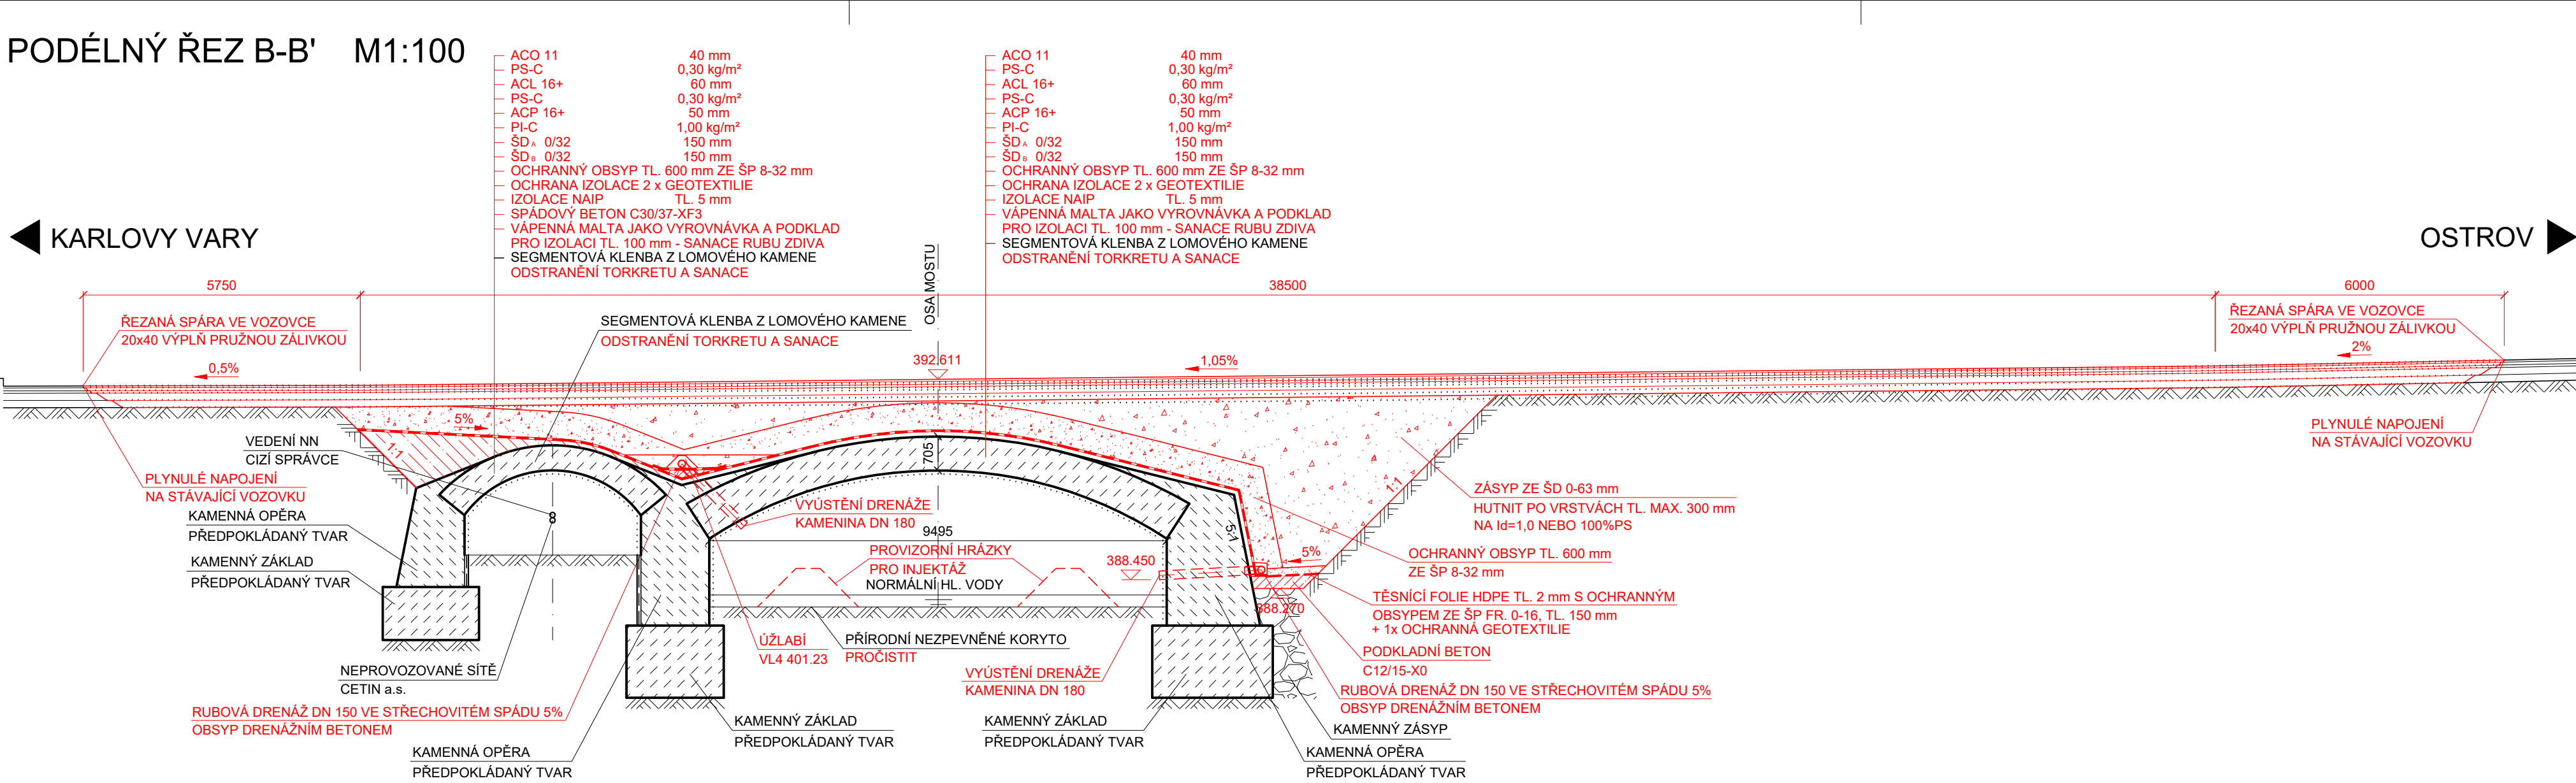 PODÉLNÝ ŘEZ B-B' M1:100
ACO 11 40 mm
PS-C 0,30 kg/m²
ACL 16+ 60 mm
PS-C 0,30 kg/m²
ACP 16+ 50 mm
PI-C 1,00 kg/m²
ŠDA 0/32 150 mm
ŠDB 0/32 150 mm
OCHRANNÝ OBSYP TL. 600 mm ZE ŠP 8-32 mm
OCHRANA IZOLACE 2 x GEOTEXTILIE
IZOLACE NAIP TL. 5 mm
SPÁDOVÝ BETON C30/37-XF3
VÁPENNÁ MALTA JAKO VYROVNÁVKA A PODKLAD
PRO IZOLACI TL. 100 mm - SANACE RUBU ZDIVA
SEGMENTOVÁ KLENBA Z LOMOVÉHO KAMENE
ODSTRANĚNÍ TORKRETU A SANACE
ACO 11 40 mm
PS-C 0,30 kg/m²
ACL 16+ 60 mm
PS-C 0,30 kg/m²
ACP 16+ 50 mm
PI-C 1,00 kg/m²
ŠDA 0/32 150 mm
ŠDB 0/32 150 mm
OCHRANNÝ OBSYP TL. 600 mm ZE ŠP 8-32 mm
OCHRANA IZOLACE 2 x GEOTEXTILIE
IZOLACE NAIP TL. 5 mm
VÁPENNÁ MALTA JAKO VYROVNÁVKA A PODKLAD
PRO IZOLACI TL. 100 mm - SANACE RUBU ZDIVA
SEGMENTOVÁ KLENBA Z LOMOVÉHO KAMENE
ODSTRANĚNÍ TORKRETU A SANACE
KARLOVY VARY
OSTROV
OSA MOSTU
5750
38500
6000
ŘEZANÁ SPÁRA VE VOZOVCE
20x40 VÝPLŇ PRUŽNOU ZÁLIVKOU
SEGMENTOVÁ KLENBA Z LOMOVÉHO KAMENE
ODSTRANĚNÍ TORKRETU A SANACE
ŘEZANÁ SPÁRA VE VOZOVCE
20x40 VÝPLŇ PRUŽNOU ZÁLIVKOU
0,5%
392.611
1,05%
2%
5%
1:1
705
VEDENÍ NN
CIZÍ SPRÁVCE
PLYNULÉ NAPOJENÍ
NA STÁVAJÍCÍ VOZOVKU
PLYNULÉ NAPOJENÍ
NA STÁVAJÍCÍ VOZOVKU
KAMENNÁ OPĚRA
PŘEDPOKLÁDANÝ TVAR
KAMENNÝ ZÁKLAD
PŘEDPOKLÁDANÝ TVAR
VYÚSTĚNÍ DRENÁŽE
KAMENINA DN 180
9495
PROVIZORNÍ HRÁZKY
PRO INJEKTÁŽ
NORMÁLNÍ HL. VODY
388.450
5:1
1:1
5%
388.270
ZÁSYP ZE ŠD 0-63 mm
HUTNIT PO VRSTVÁCH TL. MAX. 300 mm
NA Id=1,0 NEBO 100%PS
OCHRANNÝ OBSYP TL. 600 mm
ZE ŠP 8-32 mm
TĚSNÍCÍ FOLIE HDPE TL. 2 mm S OCHRANNÝM
OBSYPEM ZE ŠP FR. 0-16, TL. 150 mm
+ 1x OCHRANNÁ GEOTEXTILIE
PODKLADNÍ BETON
C12/15-X0
RUBOVÁ DRENÁŽ DN 150 VE STŘECHOVITÉM SPÁDU 5%
OBSYP DRENÁŽNÍM BETONEM
ÚŽLABÍ
VL4 401.23
PŘÍRODNÍ NEZPEVNĚNÉ KORYTO
PROČISTIT
VYÚSTĚNÍ DRENÁŽE
KAMENINA DN 180
NEPROVOZOVANÉ SÍTĚ
CETIN a.s.
RUBOVÁ DRENÁŽ DN 150 VE STŘECHOVITÉM SPÁDU 5%
OBSYP DRENÁŽNÍM BETONEM
KAMENNÝ ZÁKLAD
PŘEDPOKLÁDANÝ TVAR
KAMENNÝ ZÁKLAD
PŘEDPOKLÁDANÝ TVAR
KAMENNÝ ZÁSYP
KAMENNÁ OPĚRA
PŘEDPOKLÁDANÝ TVAR
KAMENNÁ OPĚRA
PŘEDPOKLÁDANÝ TVAR